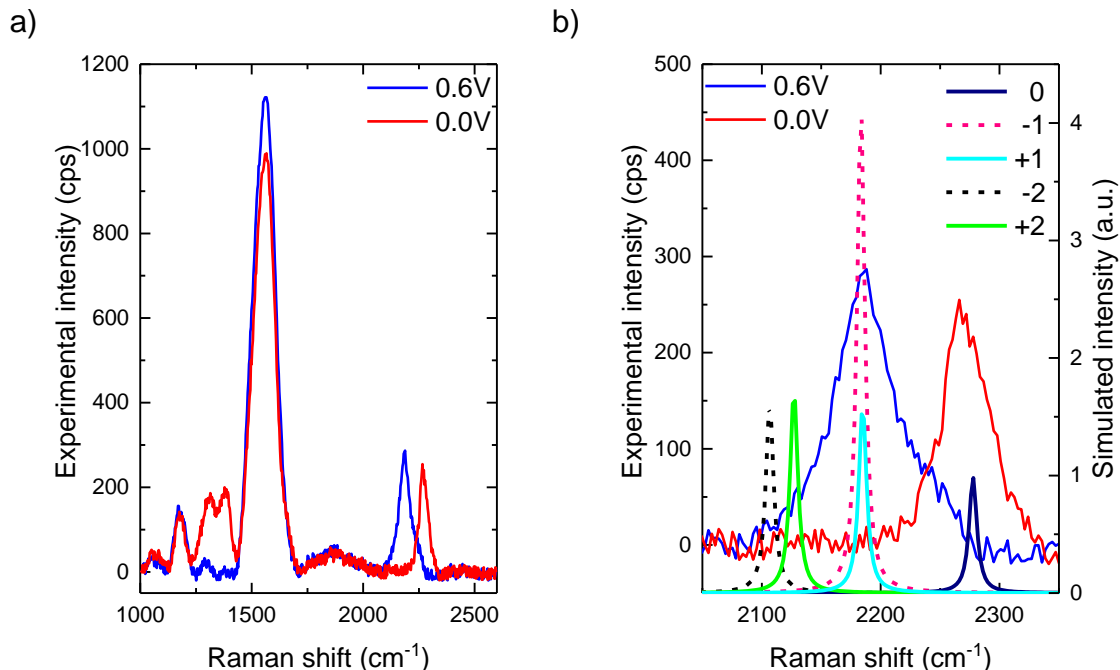 a)
1200
1000
800
600
400
200
0
1000 1500 2000 2500
Experimental intensity (cps)
Raman shift (cm-1)
0.6V
0.0V
b)
500
400
300
200
100
0
2100 2200 2300
Experimental intensity (cps)
Raman shift (cm-1)
0.6V
0.0V
0
-1
+1
-2
+2
4
3
2
1
0
Simulated intensity (a.u.)